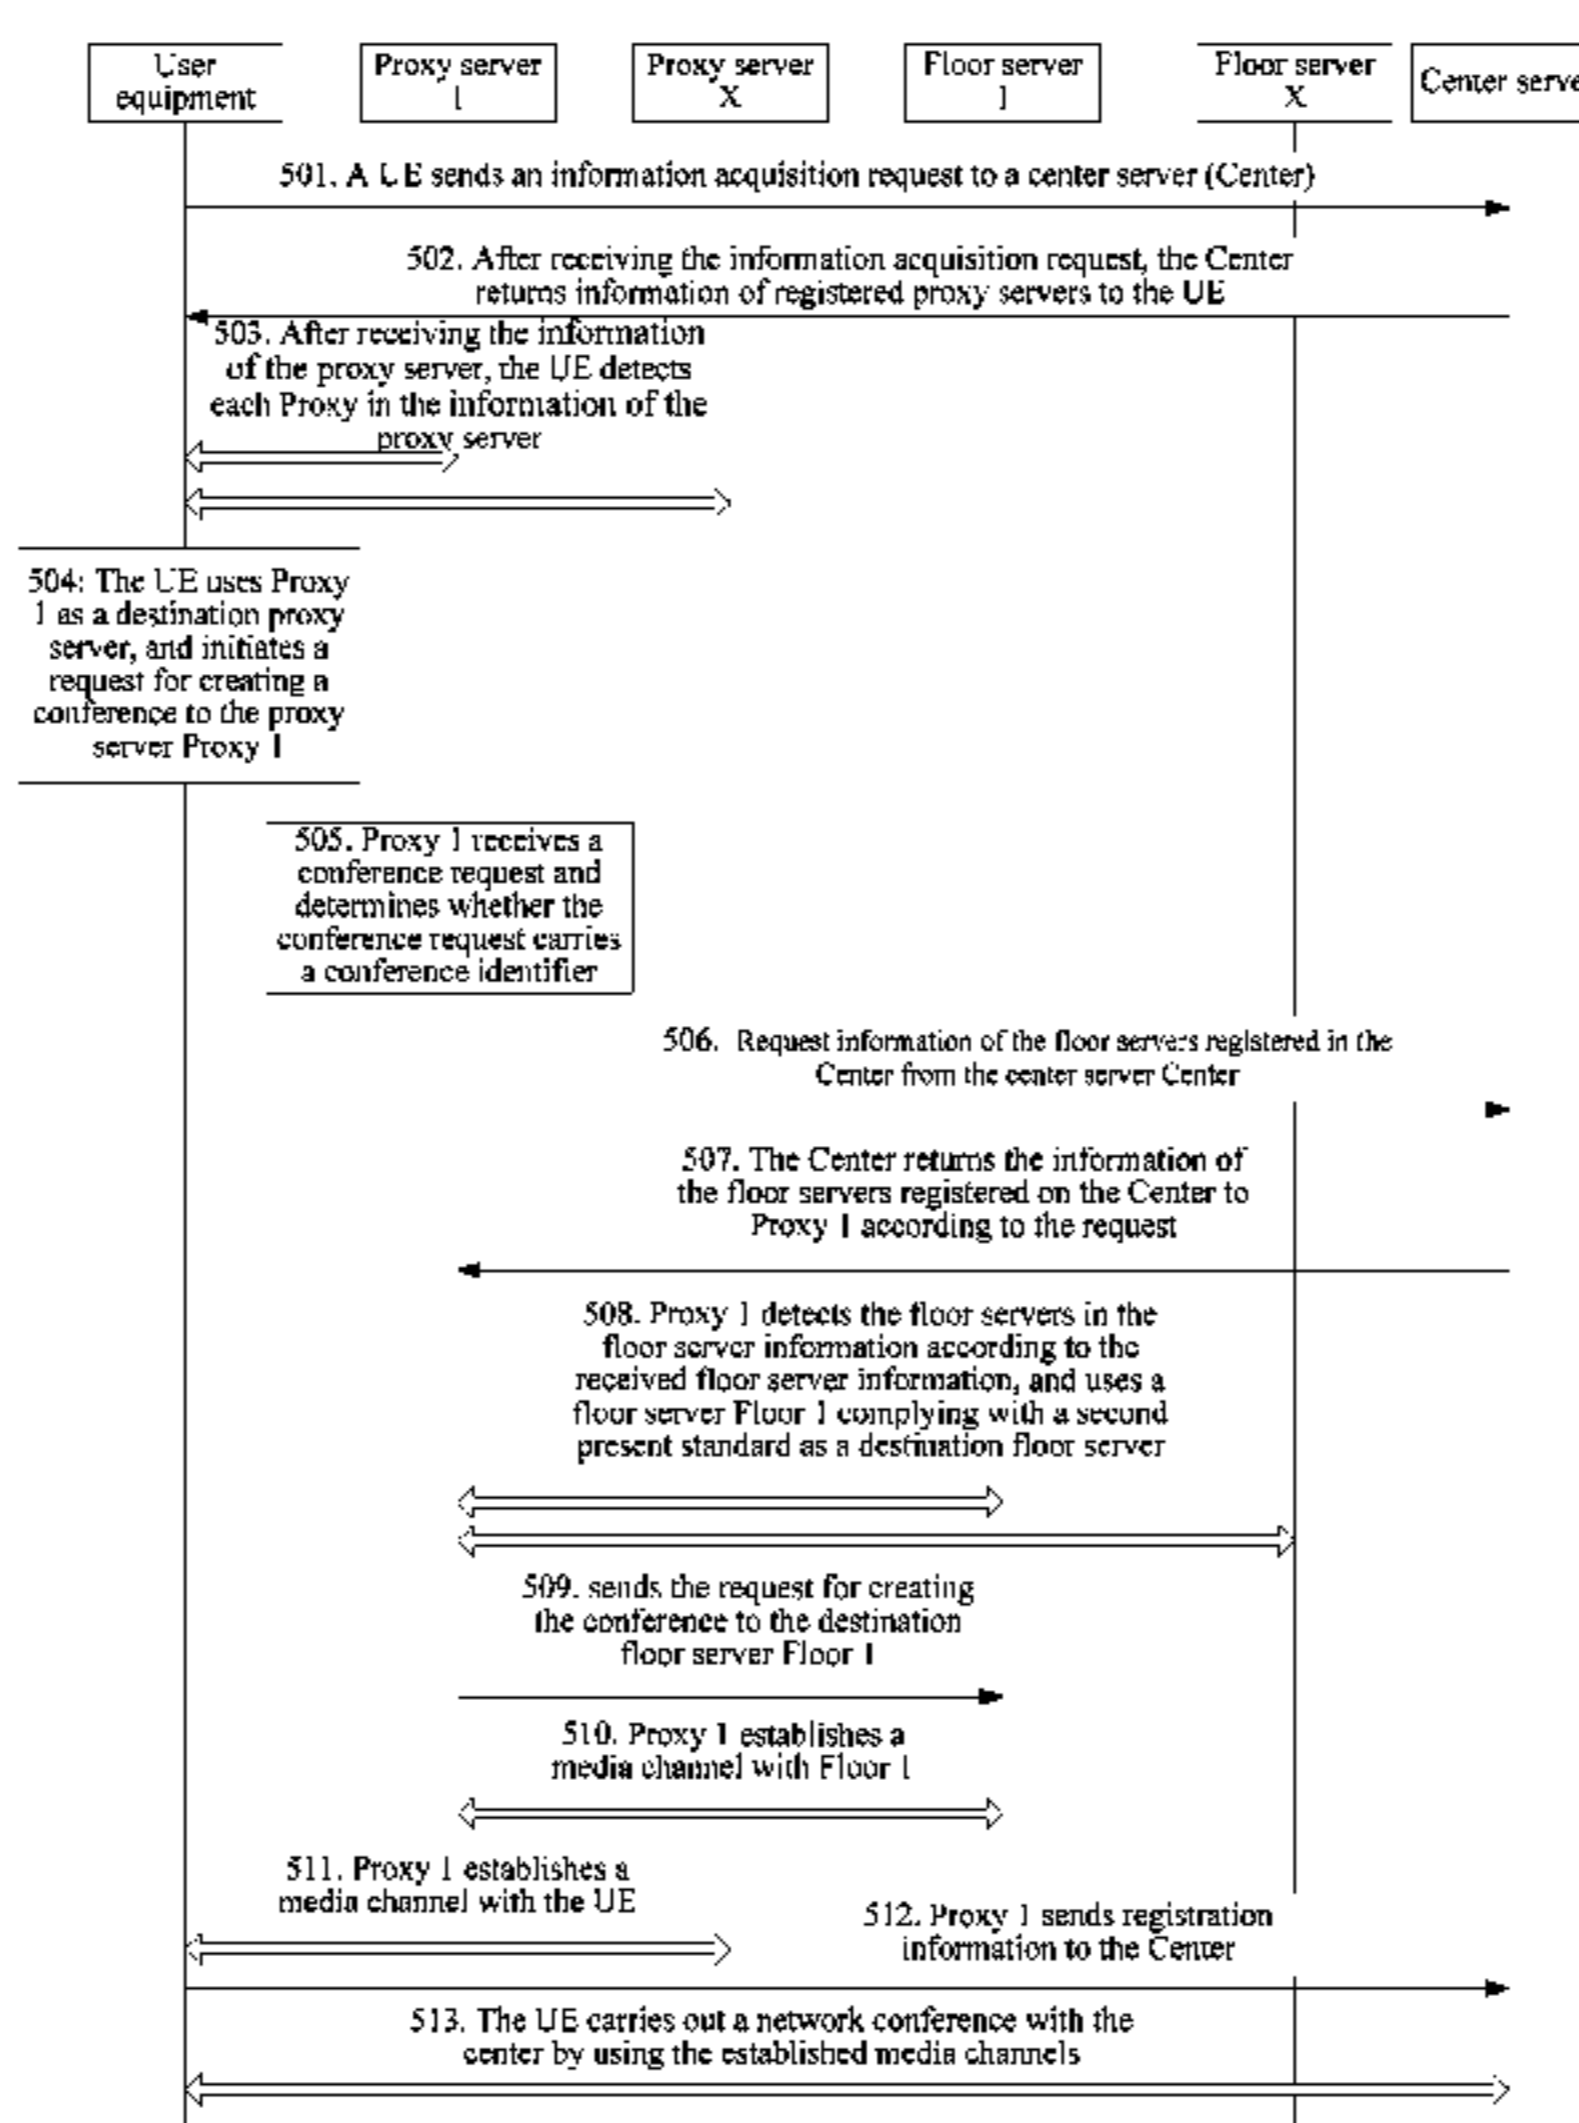 User
equipment
Proxy server
1
Proxy server
X
Floor server
1
Floor server
X
Center serve
501. A UE sends an information acquisition request to a center server (Center)
502. After receiving the information acquisition request, the Center
returns information of registered proxy servers to the UE
503. After receiving the information
of the proxy server, the UE detects
each Proxy in the information of the
proxy server
504: The UE uses Proxy
1 as a destination proxy
server, and initiates a
request for creating a
conference to the proxy
server Proxy 1
505. Proxy 1 receives a
conference request and
determines whether the
conference request carries
a conference identifier
506. Request information of the floor servers registered in the
Center from the center server Center
507. The Center returns the information of
the floor servers registered on the Center to
Proxy 1 according to the request
508. Proxy 1 detects the floor servers in the
floor server information according to the
received floor server information, and uses a
floor server Floor 1 complying with a second
present standard as a destination floor server
509. sends the request for creating
the conference to the destination
floor server Floor 1
510. Proxy 1 establishes a
media channel with Floor 1
511. Proxy 1 establishes a
media channel with the UE
512. Proxy 1 sends registration
information to the Center
513. The UE carries out a network conference with the
center by using the established media channels